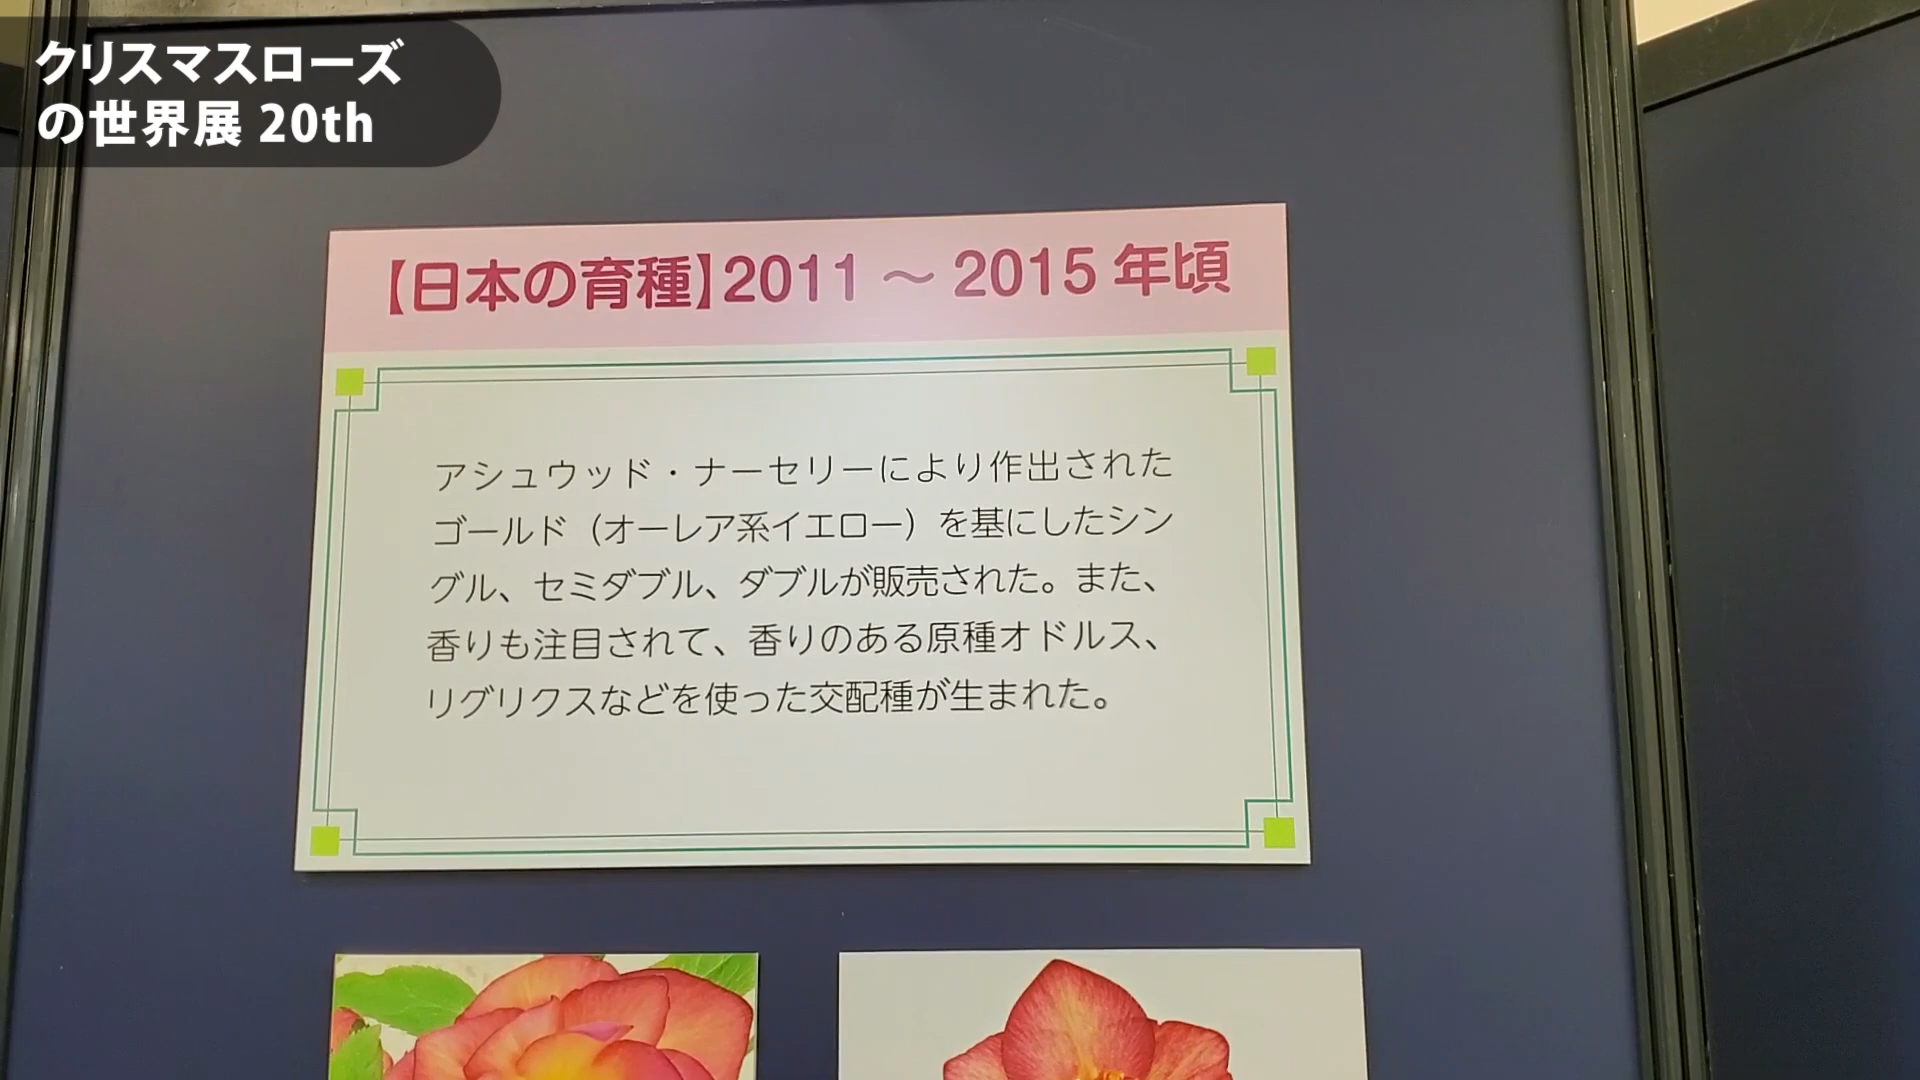 クリスマスローズ
の世界展 20th
【日本の育種】2011 ～ 2015 年頃
アシュウッド・ナーセリーにより作出された
ゴールド（オーレア系イエロー）を基にしたシン
グル、セミダブル、ダブルが販売された。また、
香りも注目されて、香りのある原種オドルス、
リグリクスなどを使った交配種が生まれた。